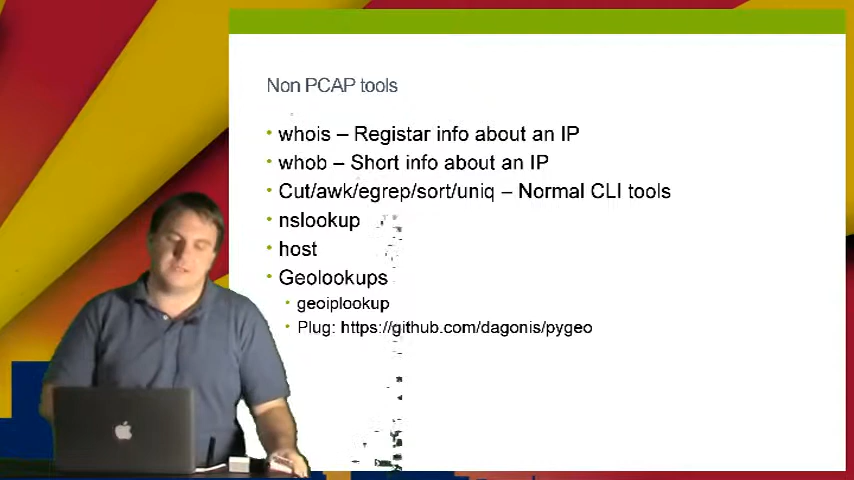 Non PCAP tools
• whois – Registar info about an IP
• whob – Short info about an IP
• Cut/awk/egrep/sort/uniq – Normal CLI tools
• nslookup
• host
• Geolookups
• geoiplookup
• Plug: https://github.com/dagonis/pygeo